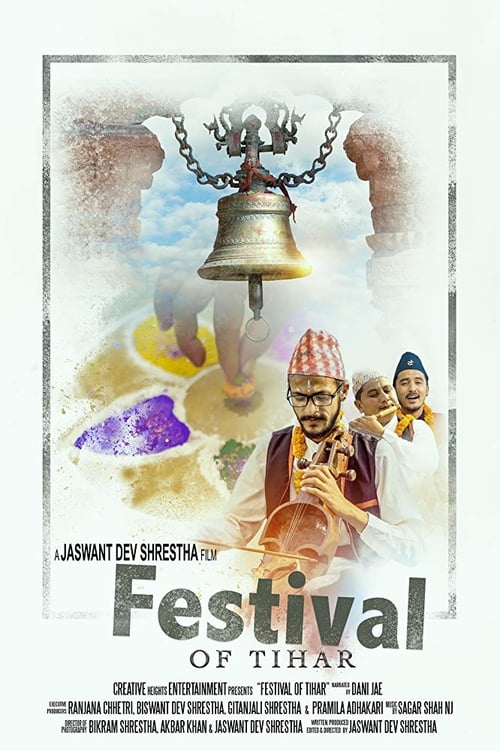 A JASWANT DEV SHRESTHA FILM
Festival
OF TIHAR
CREATIVE HEIGHTS ENTERTAINMENT PRESENTS "FESTIVAL OF TIHAR" NARRATED BY DANI JAE
EXECUTIVE PRODUCERS RANJANA CHHETRI, BISWANT DEV SHRESTHA, GITANJALI SHRESTHA & PRAMILA ADHAKARI MUSIC BY SAGAR SHAH NJ
DIRECTOR OF PHOTOGRAPHY BIKRAM SHRESTHA, AKBAR KHAN & JASWANT DEV SHRESTHA WRITTEN, PRODUCED EDITED & DIRECTED BY JASWANT DEV SHRESTHA